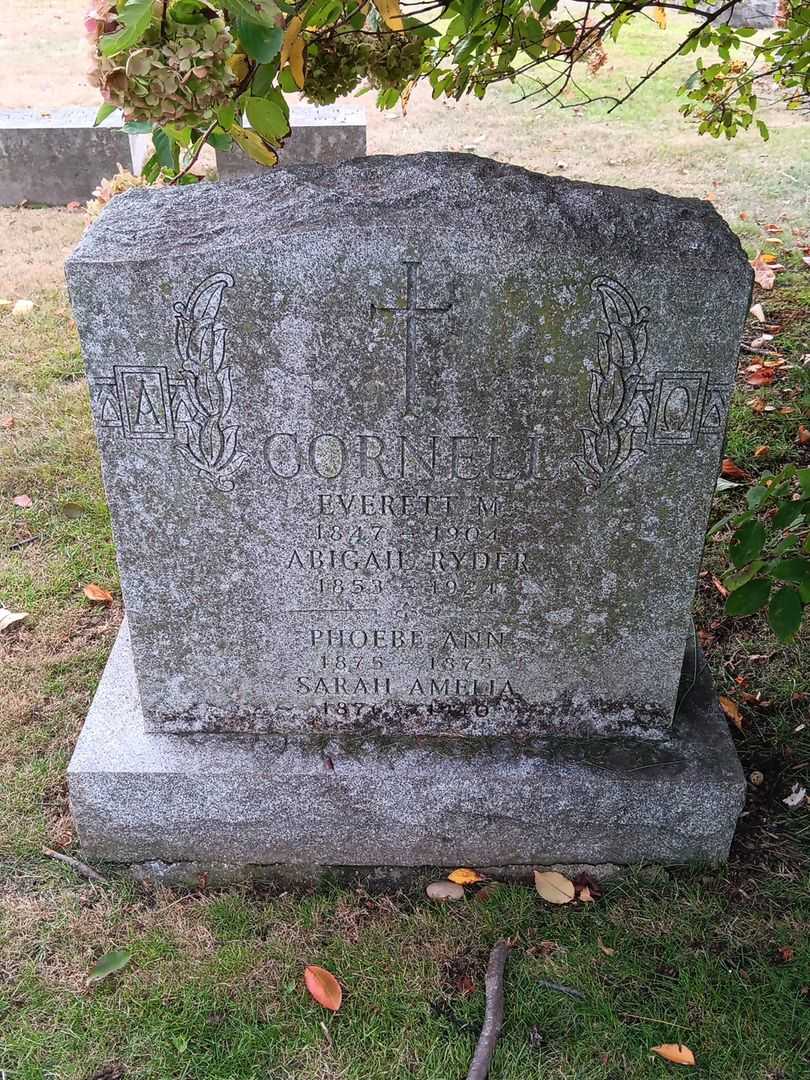 A Ω
CORNELL
EVERETT M.
1847 - 1904
ABIGAIL RYDER
1853 - 1924
PHOEBE ANN
1875 - 1875
SARAH AMELIA